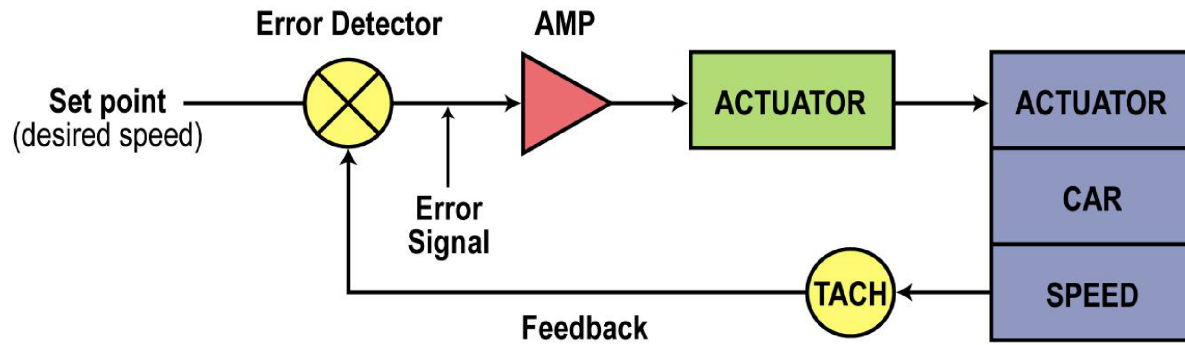 Error Detector
AMP
Set point
(desired speed)
ACTUATOR
ACTUATOR
CAR
SPEED
Error
Signal
TACH
Feedback